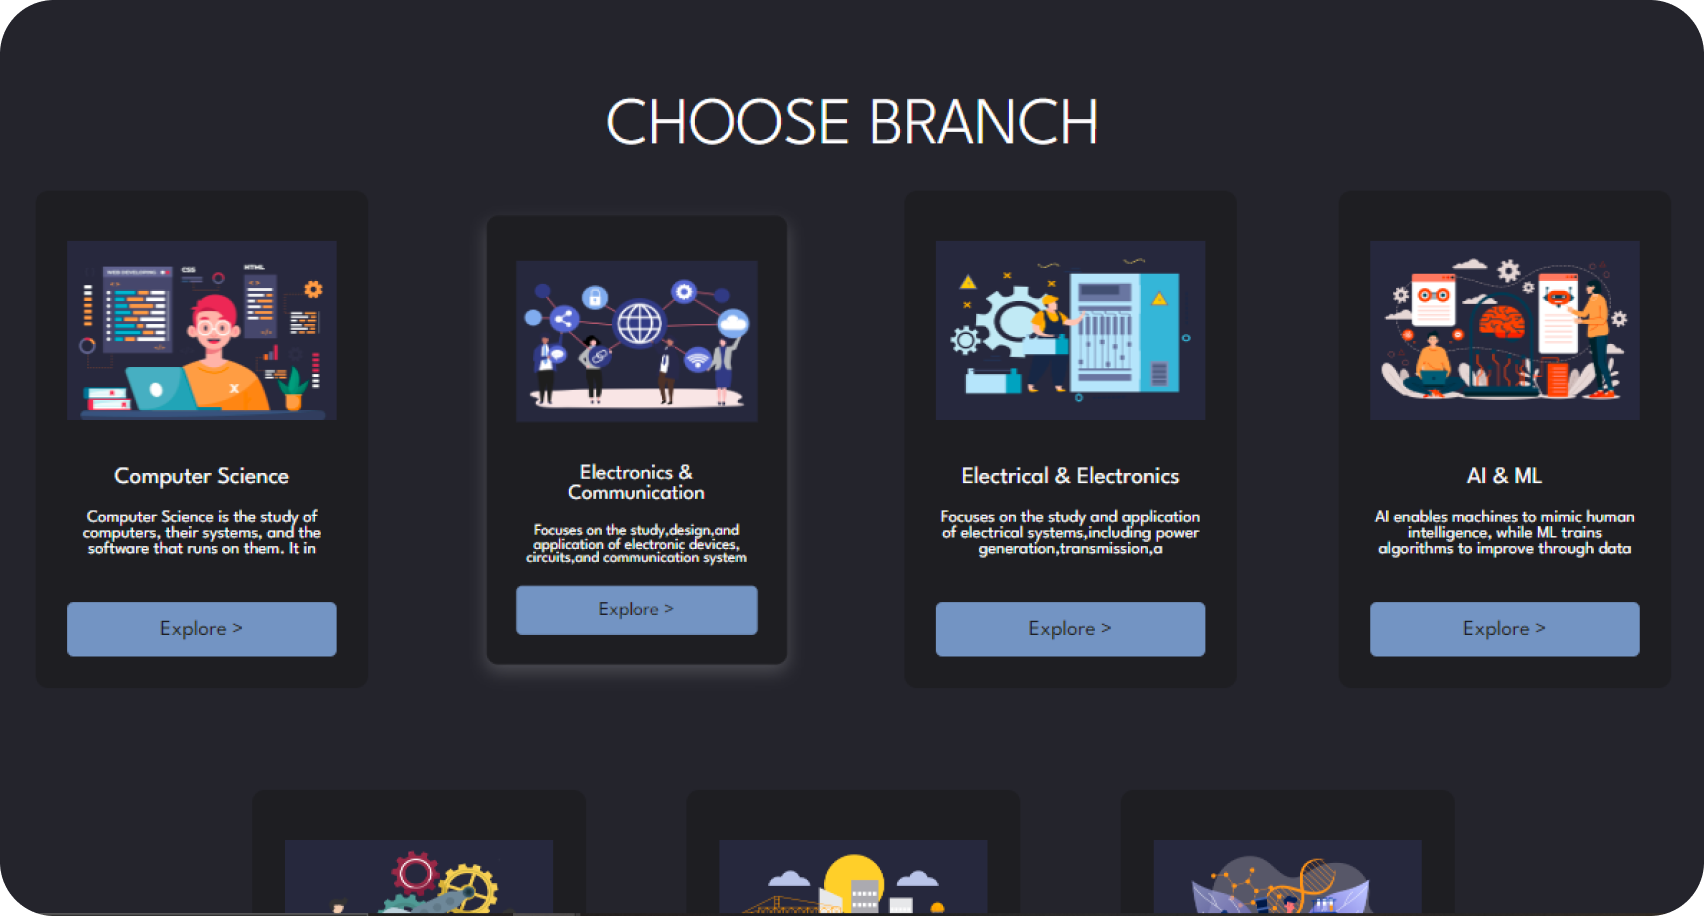 CHOOSE BRANCH
WEB DEVELOPING
CSS
HTML
Computer Science
Computer Science is the study of
computers, their systems, and the
software that runs on them. It in
Explore >
Electronics &
Communication
Focuses on the study,design,and
application of electronic devices,
circuits,and communication system
Explore >
Electrical & Electronics
Focuses on the study and application
of electrical systems,including power
generation,transmission,a
Explore >
AI & ML
AI enables machines to mimic human
intelligence, while ML trains
algorithms to improve through data
Explore >